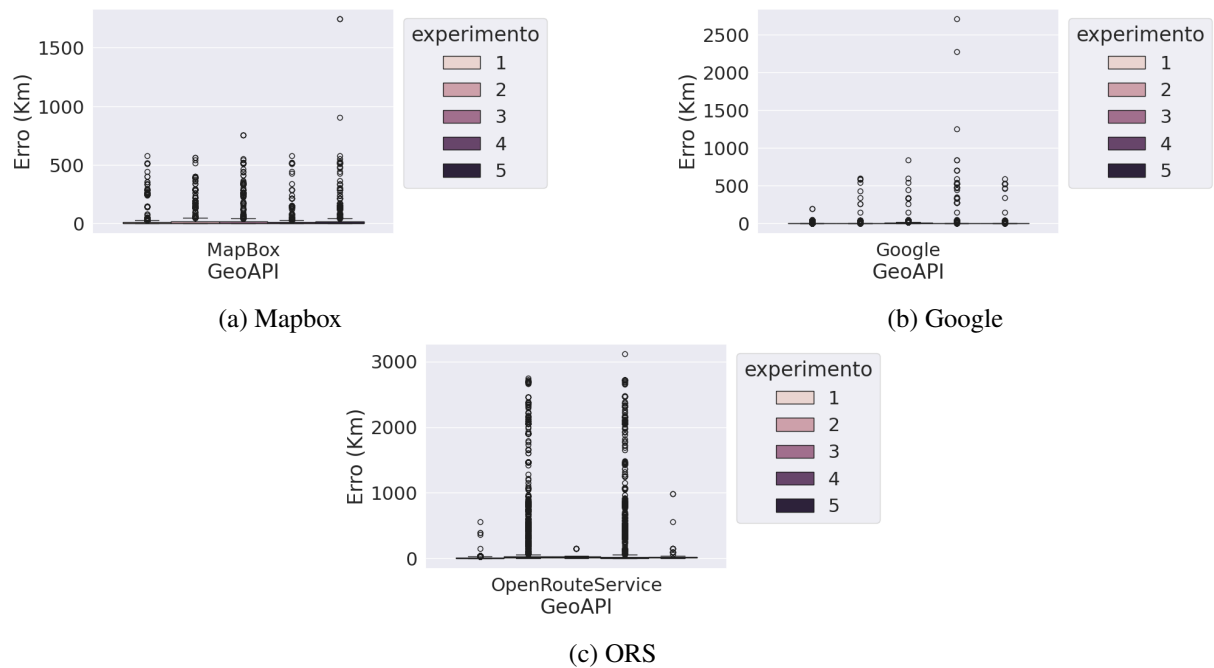 1500
1000
500
0
Erro (Km)
MapBox
GeoAPI
experimento
1
2
3
4
5
(a) Mapbox
2500
2000
1500
1000
500
0
Erro (Km)
Google
GeoAPI
experimento
1
2
3
4
5
(b) Google
3000
2000
1000
0
Erro (Km)
OpenRouteService
GeoAPI
experimento
1
2
3
4
5
(c) ORS